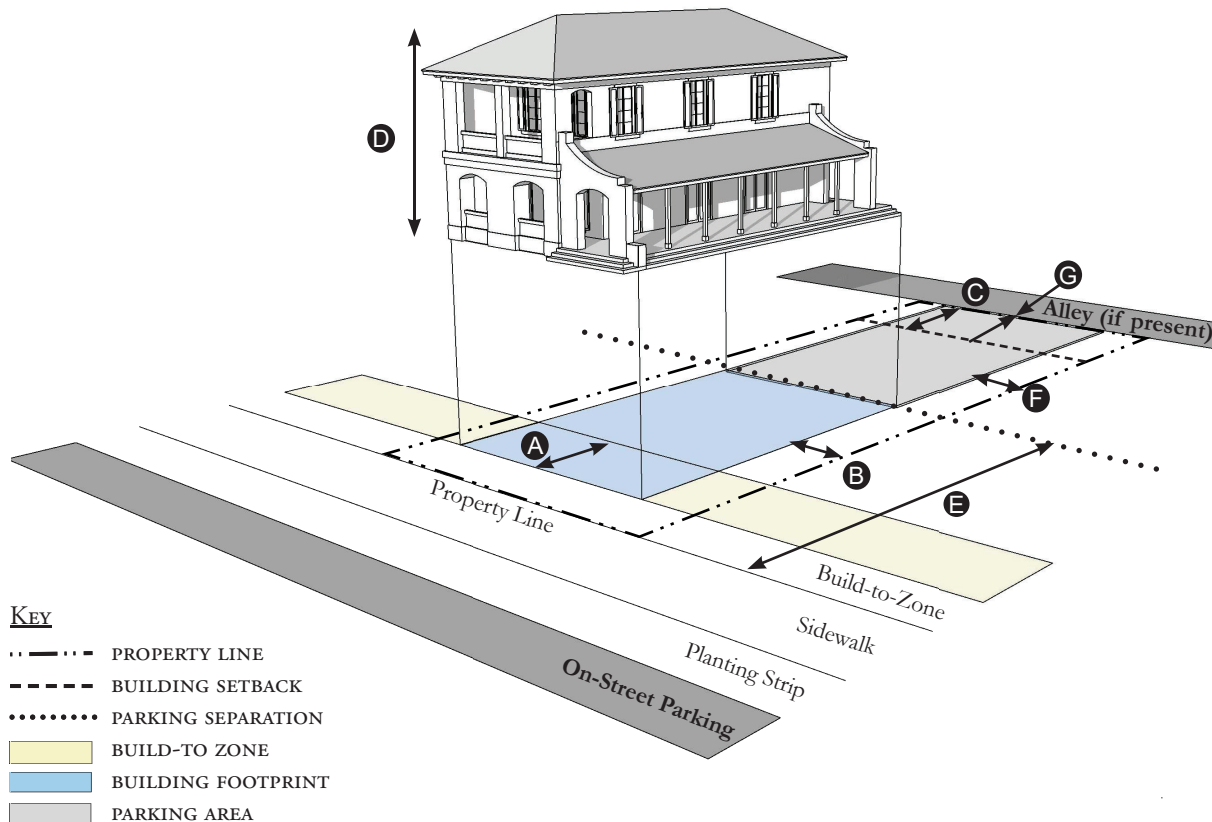 D
G
C
Alley (if present)
F
A
B
Property Line
E
Build-to-Zone
Sidewalk
Planting Strip
On-Street Parking
KEY
PROPERTY LINE
BUILDING SETBACK
PARKING SEPARATION
BUILD-TO ZONE
BUILDING FOOTPRINT
PARKING AREA